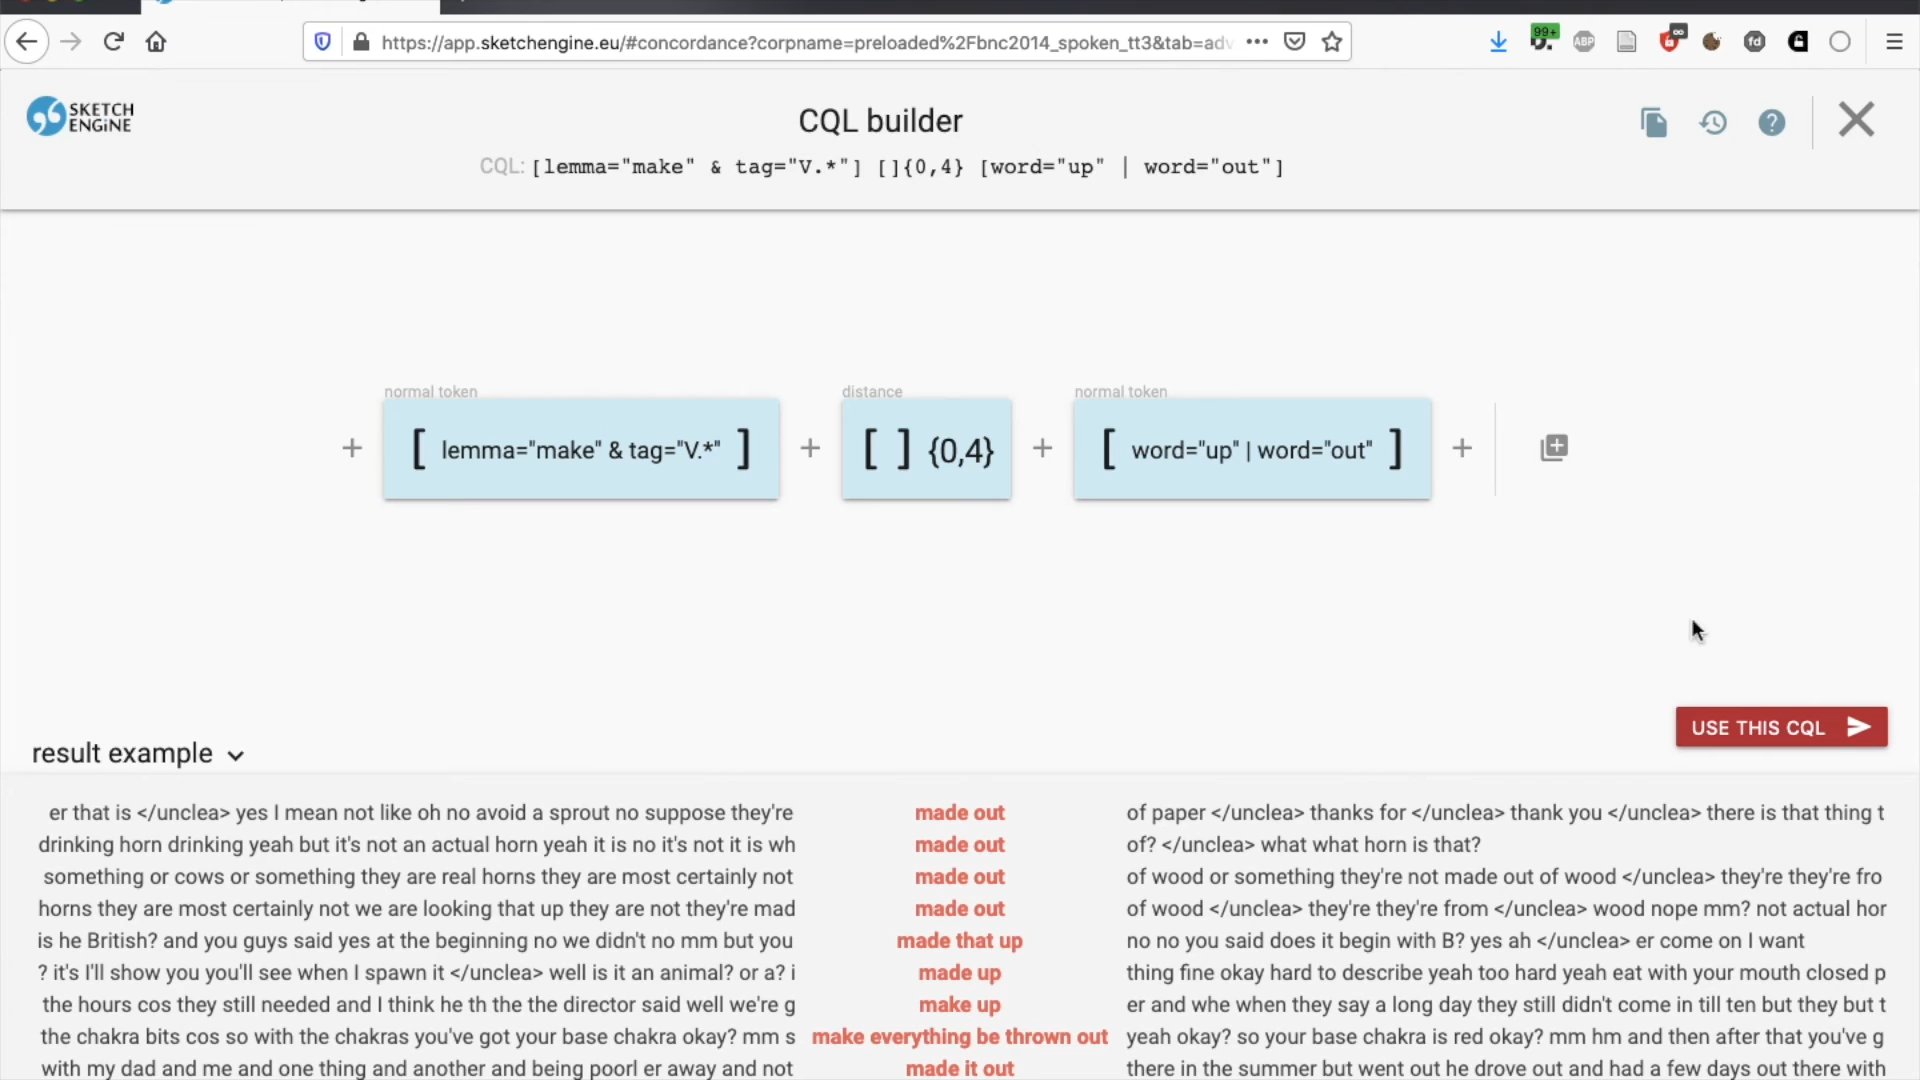 https://app.sketchengine.eu/#concordance?corpname=preloaded%2Fbnc2014_spoken_tt3&tab=adv
99+
ABP
fd
SKETCH
ENGINE
CQL builder
CQL: [lemma="make" & tag="V.*"] []{0,4} [word="up" | word="out"]
normal token
distance
normal token
+ [ lemma="make" & tag="V.*" ] + [ ] {0,4} + [ word="up" | word="out" ] +
USE THIS CQL
result example
er that is </unclea> yes I mean not like oh no avoid a sprout no suppose they're made out of paper </unclea> thanks for </unclea> thank you </unclea> there is that thing t
drinking horn drinking yeah but it's not an actual horn yeah it is no it's not it is wh made out of? </unclea> what what horn is that?
something or cows or something they are real horns they are most certainly not made out of wood or something they're not made out of wood </unclea> they're they're fro
horns they are most certainly not we are looking that up they are not they're mad made out of wood </unclea> they're they're from </unclea> wood nope mm? not actual hor
is he British? and you guys said yes at the beginning no we didn't no mm but you made that up no no you said does it begin with B? yes ah </unclea> er come on I want
? it's I'll show you you'll see when I spawn it </unclea> well is it an animal? or a? i made up thing fine okay hard to describe yeah too hard yeah eat with your mouth closed p
the hours cos they still needed and I think he th the the director said well we're g make up er and whe when they say a long day they still didn't come in till ten but they but t
the chakra bits cos so with the chakras you've got your base chakra okay? mm s make everything be thrown out yeah okay? so your base chakra is red okay? mm hm and then after that you've g
with my dad and me and one thing and another and being poorl er away and not made it out there in the summer but went out he drove out and had a few days out there with